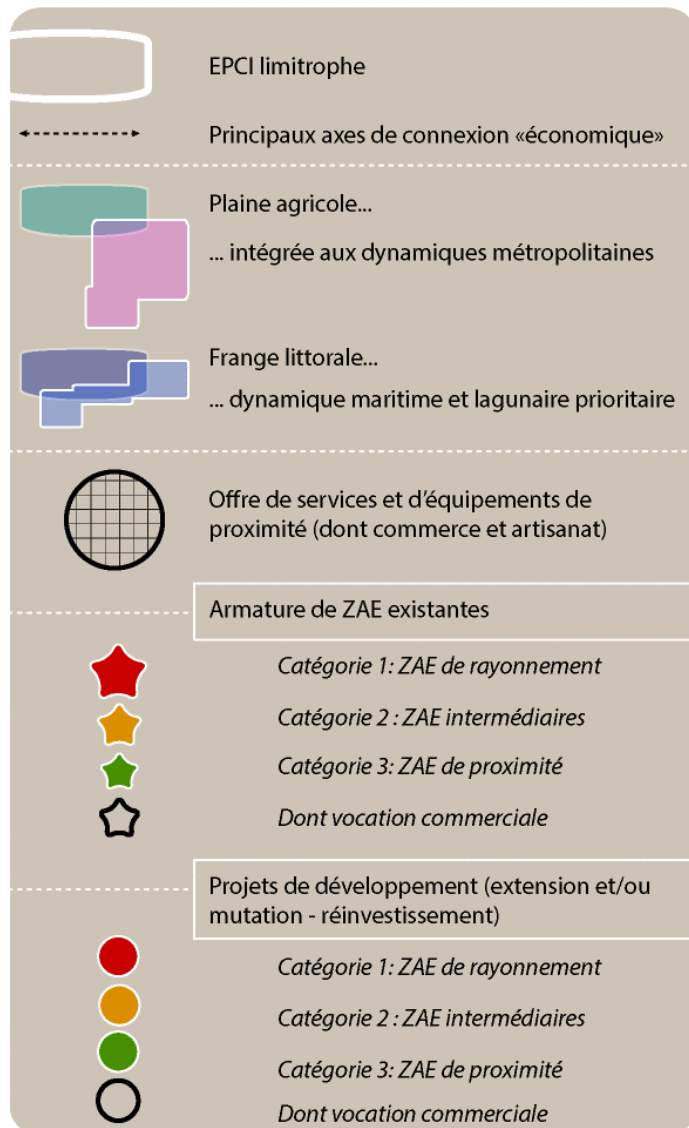 EPCI limitrophe
Principaux axes de connexion «économique»
Plaine agricole...
... intégrée aux dynamiques métropolitaines
Frange littorale...
... dynamique maritime et lagunaire prioritaire
Offre de services et d'équipements de
proximité (dont commerce et artisanat)
Armature de ZAE existantes
Catégorie 1: ZAE de rayonnement
Catégorie 2 : ZAE intermédiaires
Catégorie 3: ZAE de proximité
Dont vocation commerciale
Projets de développement (extension et/ou
mutation - réinvestissement)
Catégorie 1: ZAE de rayonnement
Catégorie 2 : ZAE intermédiaires
Catégorie 3: ZAE de proximité
Dont vocation commerciale